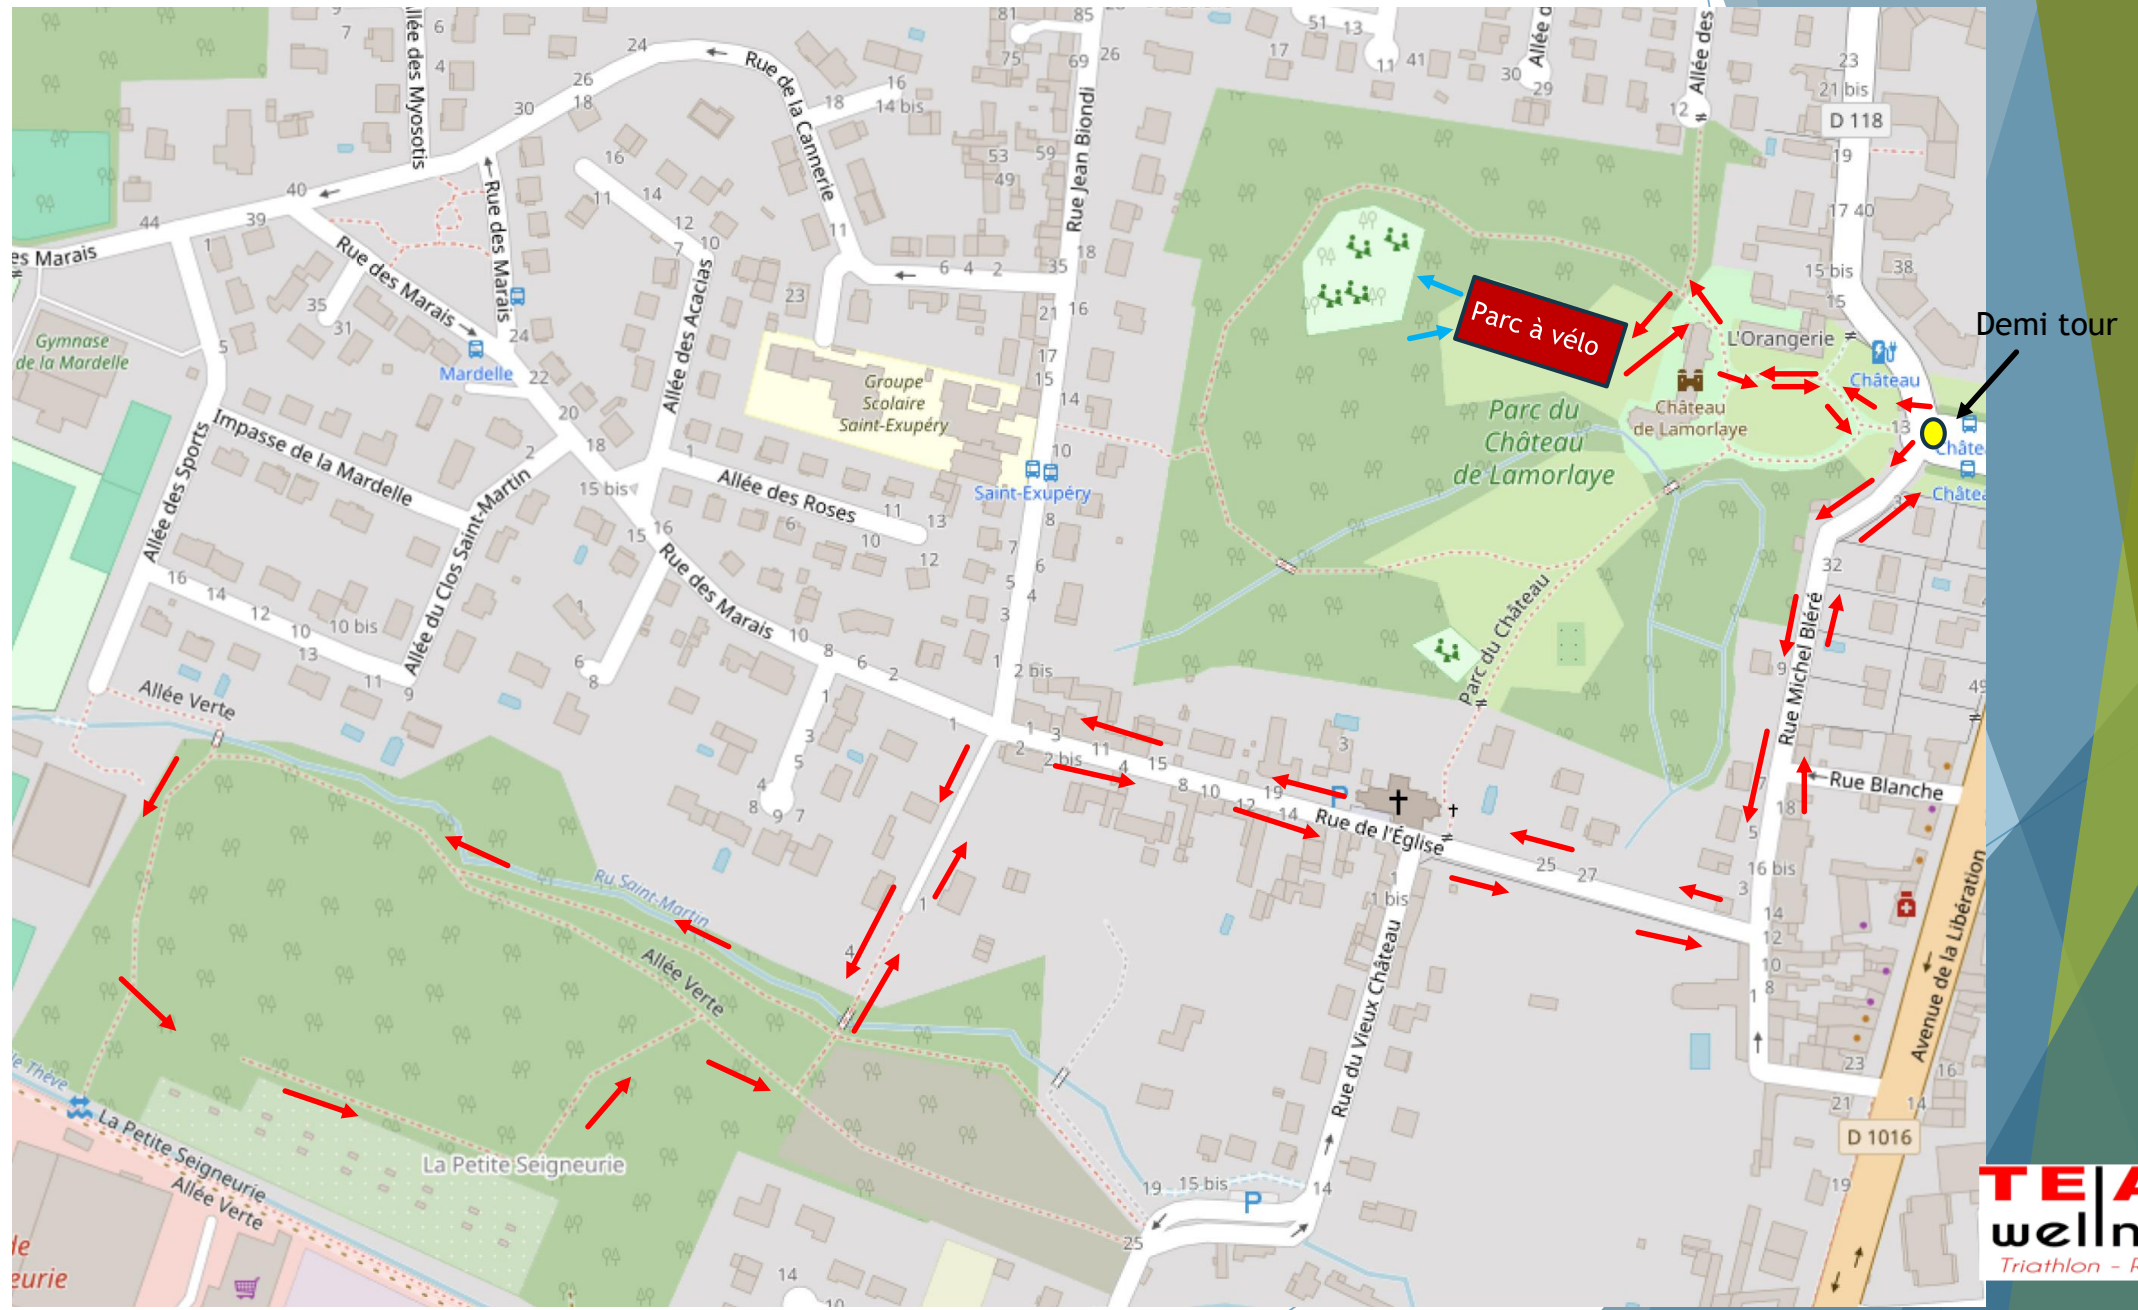 Allée des Myosotis
Rue de la Cannerie
Rue Jean Biondi
Allée des
D 118
Rue des Marais
Rue des Marais
Allée des Acacias
Parc à vélo
Demi tour
Gymnase
de la Mardelle
Mardelle
Groupe
Scolaire
Saint-Exupéry
L'Orangerie
Château
Château
de Lamorlaye
Parc du
Château
de Lamorlaye
Impasse de la Mardelle
Allée des Sports
Allée du Clos Saint-Martin
Allée des Roses
Saint-Exupéry
Rue des Marais
Parc du Château
Rue Michel Bléré
Allée Verte
Rue Blanche
Rue de l'Église
Ru Saint-Martin
Allée Verte
Rue du Vieux Château
Avenue de la Libération
La Petite Seigneurie
La Petite Seigneurie
Allée Verte
D 1016
P
P
Triathlon -